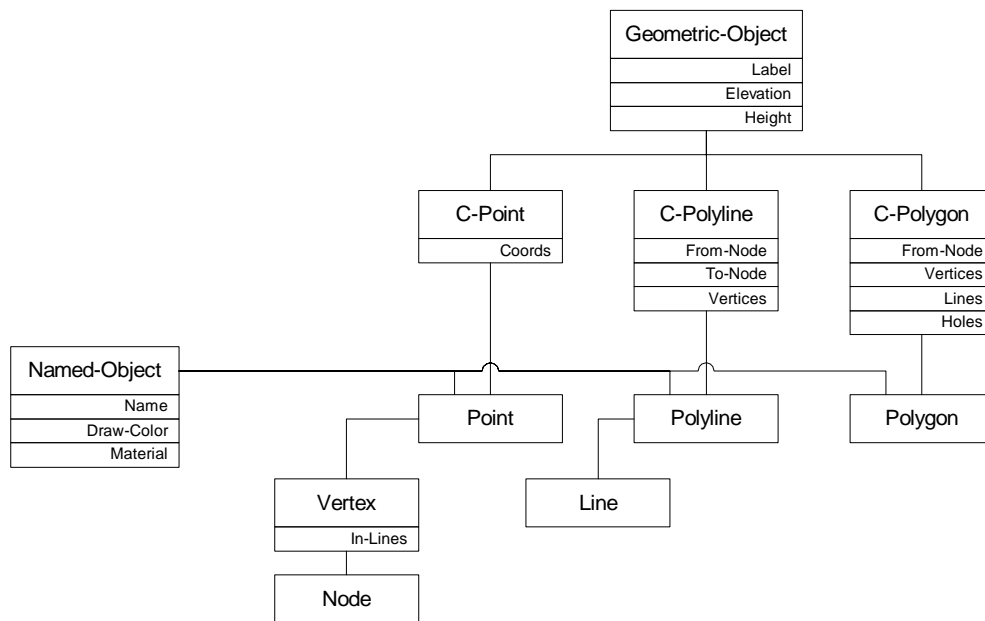 Geometric-Object
Label
Elevation
Height
C-Point
Coords
C-Polyline
From-Node
To-Node
Vertices
C-Polygon
From-Node
Vertices
Lines
Holes
Named-Object
Name
Draw-Color
Material
Point
Polyline
Polygon
Vertex
In-Lines
Line
Node